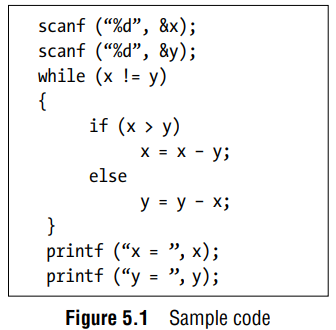 scanf (“%d”, &x);
scanf (“%d”, &y);
while (x != y)
{
if (x > y)
x = x - y;
else
y = y - x;
}
printf (“x = ”, x);
printf (“y = ”, y);
Figure 5.1 Sample code